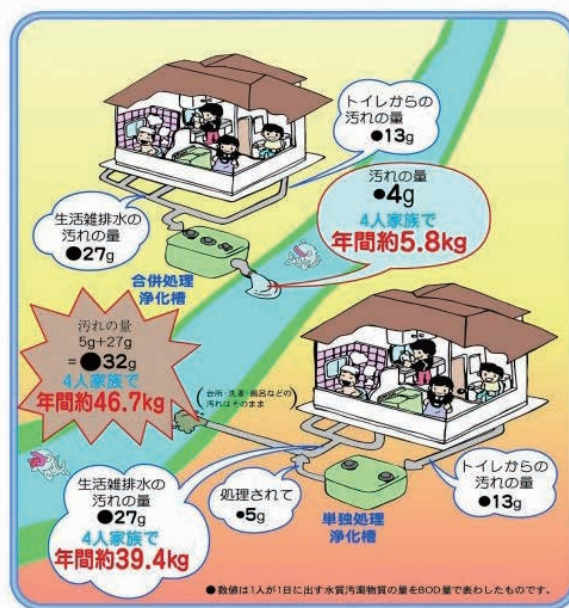 トイレからの
汚れの量
●13g
汚れの量
●4g
4人家族で
年間約5.8kg
生活雑排水の
汚れの量
●27g
合併処理
浄化槽
汚れの量
5g+27g
=●32g
4人家族で
年間約46.7kg
(台所・洗濯・風呂などの
汚れはそのまま)
生活雑排水の
汚れの量
●27g
4人家族で
年間約39.4kg
処理されて
●5g
単独処理
浄化槽
トイレからの
汚れの量
●13g
●数値は1人が1日に出す水質汚濁物質の量をBOD量で表わしたものです。